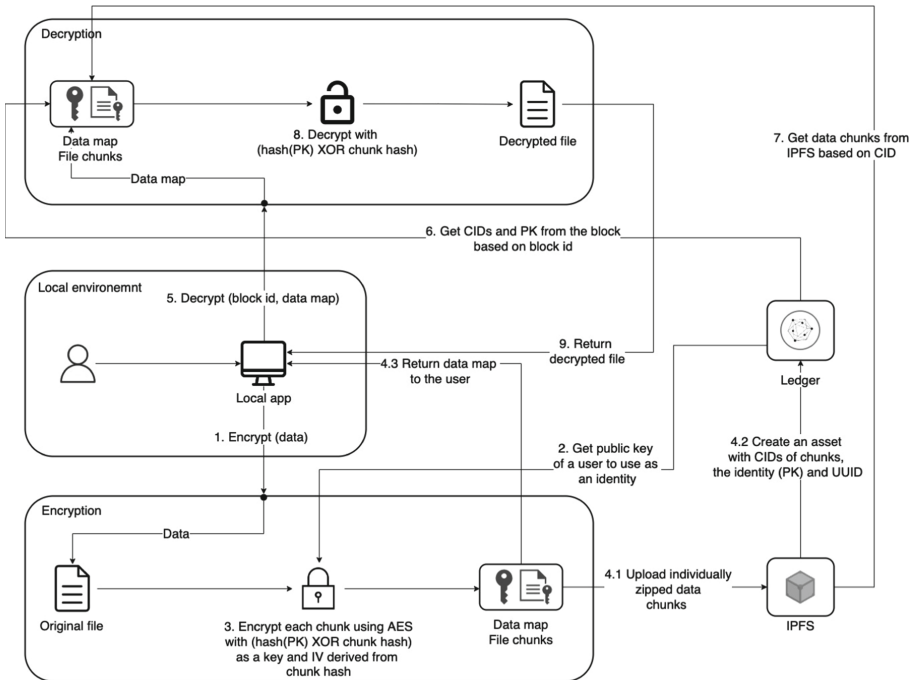 Decryption
Data map
File chunks
8. Decrypt with
(hash(PK) XOR chunk hash)
Decrypted file
7. Get data chunks from
IPFS based on CID
Data map
6. Get CIDs and PK from the block
based on block id
Local environemnt
5. Decrypt (block id, data map)
9. Return
decrypted file
4.3 Return data map
to the user
Local app
Ledger
1. Encrypt (data)
2. Get public key
of a user to use as
an identity
4.2 Create an asset
with CIDs of chunks,
the identity (PK) and UUID
Encryption
Data
4.1 Upload individually
zipped data
chunks
Original file
3. Encrypt each chunk using AES
with (hash(PK) XOR chunk hash)
as a key and IV derived from
chunk hash
Data map
File chunks
IPFS